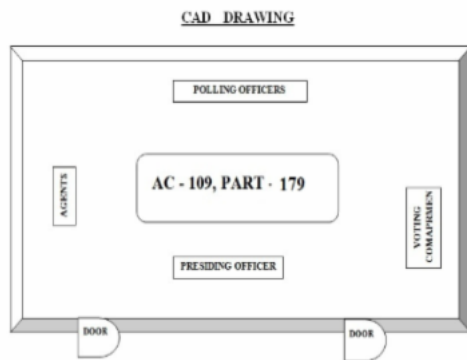 CAD DRAWING
POLLING OFFICERS
AGENTS
AC - 109, PART - 179
VOTING
COMAPRMEN
PRESIDING OFFICER
DOOR
DOOR